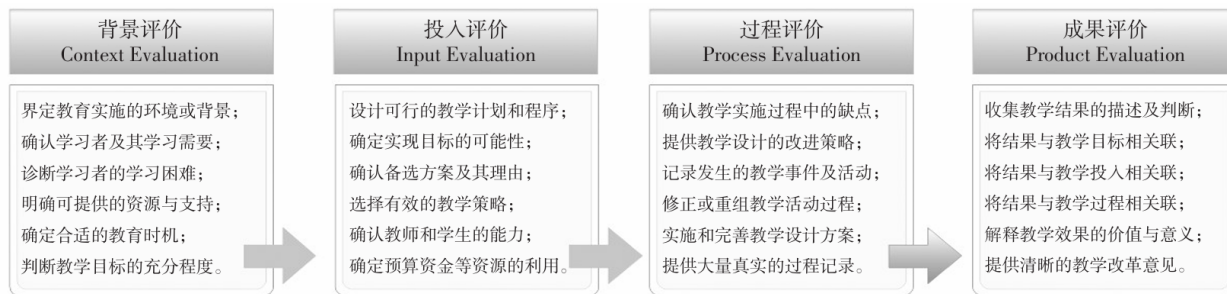 背景评价
Context Evaluation
界定教育实施的环境或背景；
确认学习者及其学习需要；
诊断学习者的学习困难；
明确可提供的资源与支持；
确定合适的教育时机；
判断教学目标的充分程度。
投入评价
Input Evaluation
设计可行的教学计划和程序；
确定实现目标的可能性；
确认备选方案及其理由；
选择有效的教学策略；
确认教师和学生的能力；
确定预算资金等资源的利用。
过程评价
Process Evaluation
确认教学实施过程中的缺点；
提供教学设计的改进策略；
记录发生的教学事件及活动；
修正或重组教学活动过程；
实施和完善教学设计方案；
提供大量真实的过程记录。
成果评价
Product Evaluation
收集教学结果的描述及判断；
将结果与教学目标相关联；
将结果与教学投入相关联；
将结果与教学过程相关联；
解释教学效果的价值与意义；
提供清晰的教学改革意见。